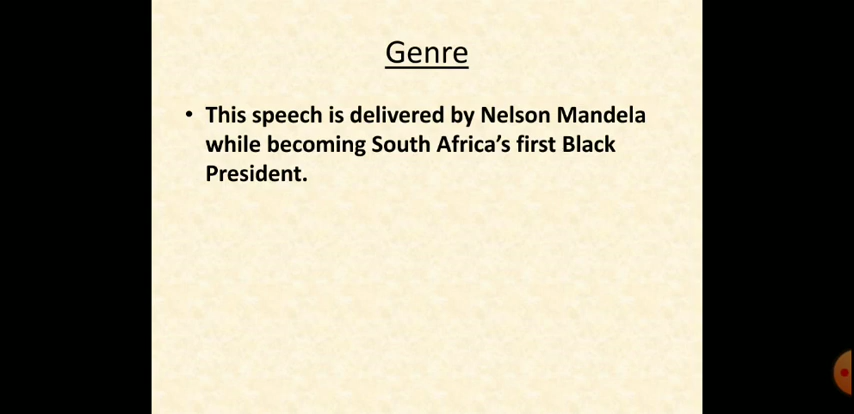 Genre
• This speech is delivered by Nelson Mandela
while becoming South Africa’s first Black
President.